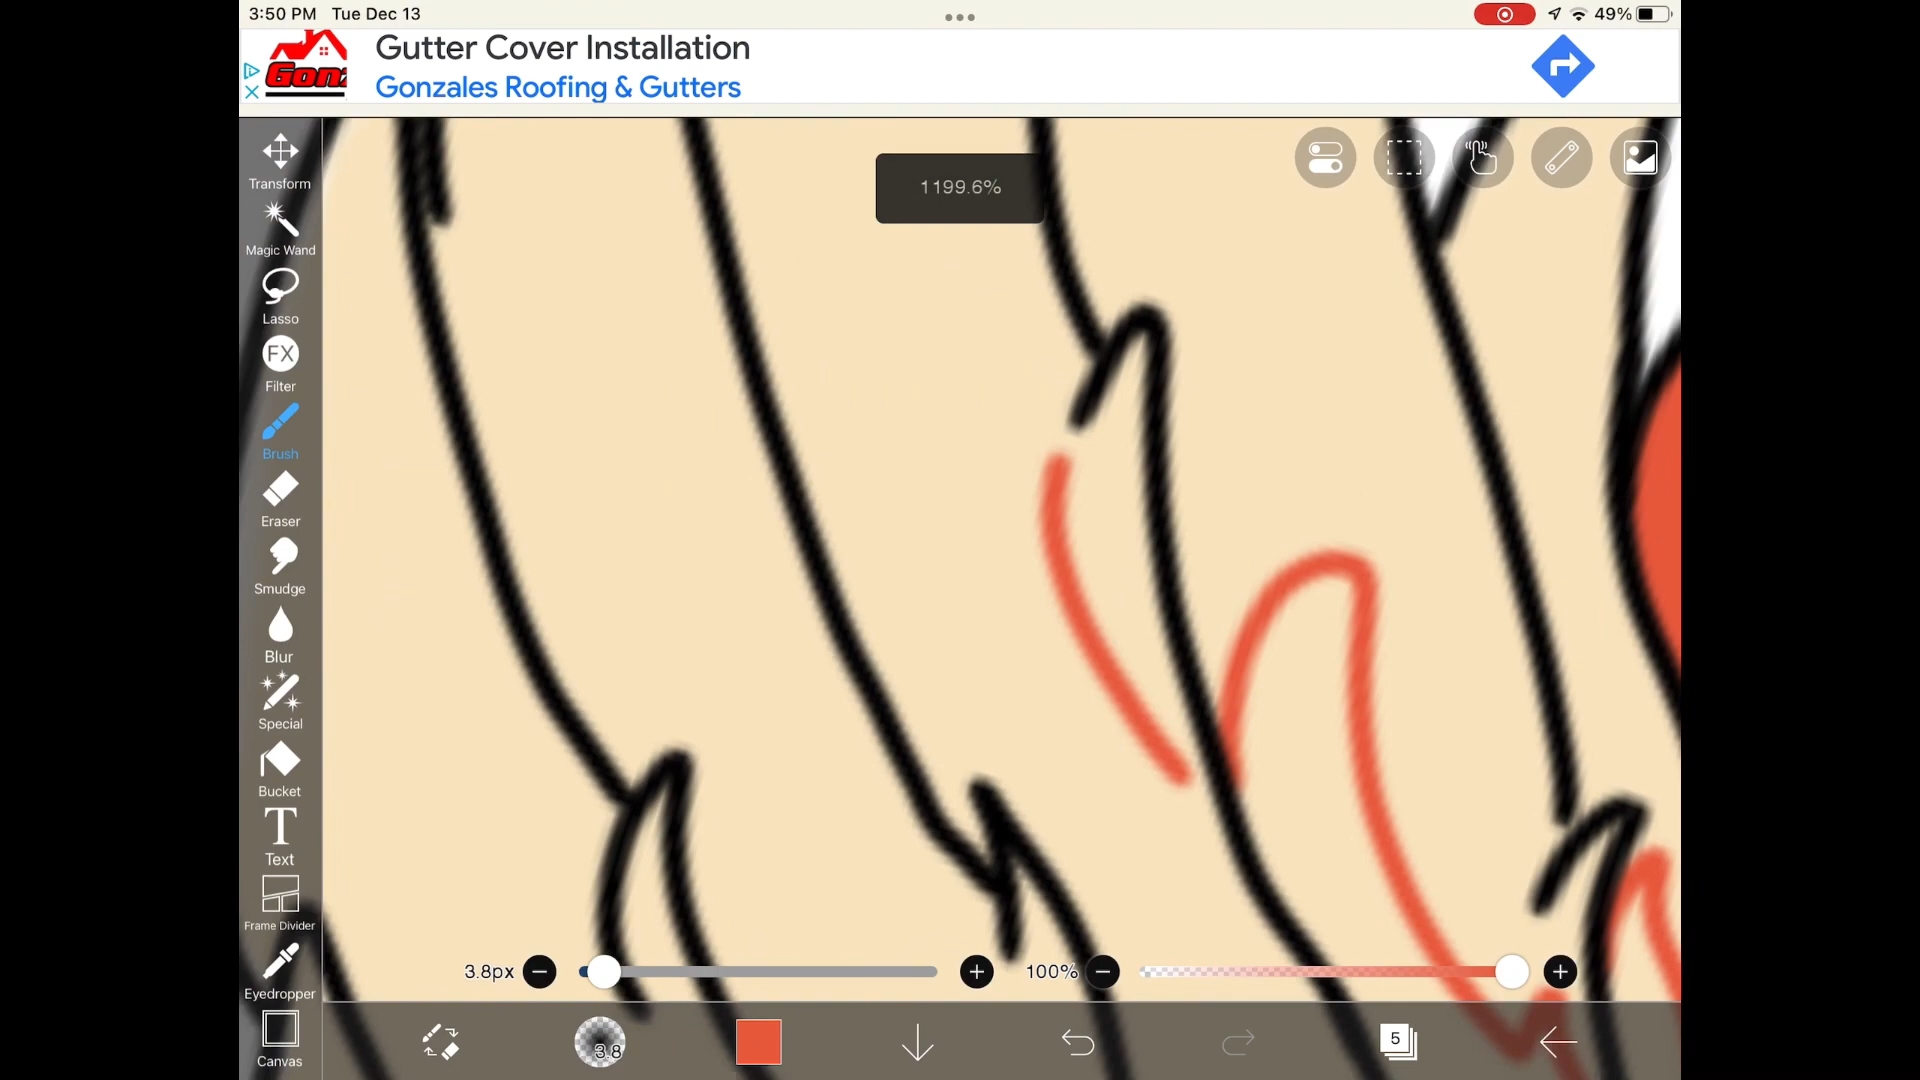 3:50 PM Tue Dec 13
49%
Gonz
Gutter Cover Installation
Gonzales Roofing & Gutters
1199.6%
Transform
Magic Wand
Lasso
FX
Filter
Brush
Eraser
Smudge
Blur
Special
Bucket
T
Text
Frame Divider
Eyedropper
Canvas
3.8px
100%
3.8
5